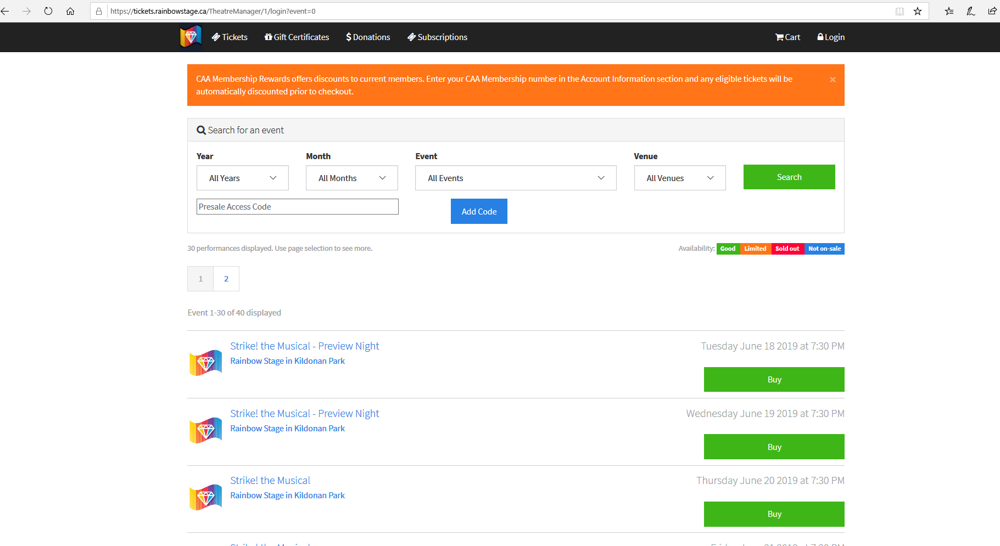 https://tickets.rainbowstage.ca/TheatreManager/1/login?event=0
Tickets Gift Certificates $ Donations Subscriptions Cart Login
CAA Membership Rewards offers discounts to current members. Enter your CAA Membership number in the Account Information section and any eligible tickets will be
automatically discounted prior to checkout.
×
Search for an event
Year Month Event Venue
All Years All Months All Events All Venues Search
Presale Access Code Add Code
30 performances displayed. Use page selection to see more. Availability: Good Limited Sold out Not on-sale
1 2
Event 1-30 of 40 displayed
Strike! the Musical - Preview Night Tuesday June 18 2019 at 7:30 PM
Rainbow Stage in Kildonan Park
Buy
Strike! the Musical - Preview Night Wednesday June 19 2019 at 7:30 PM
Rainbow Stage in Kildonan Park
Buy
Strike! the Musical Thursday June 20 2019 at 7:30 PM
Rainbow Stage in Kildonan Park
Buy